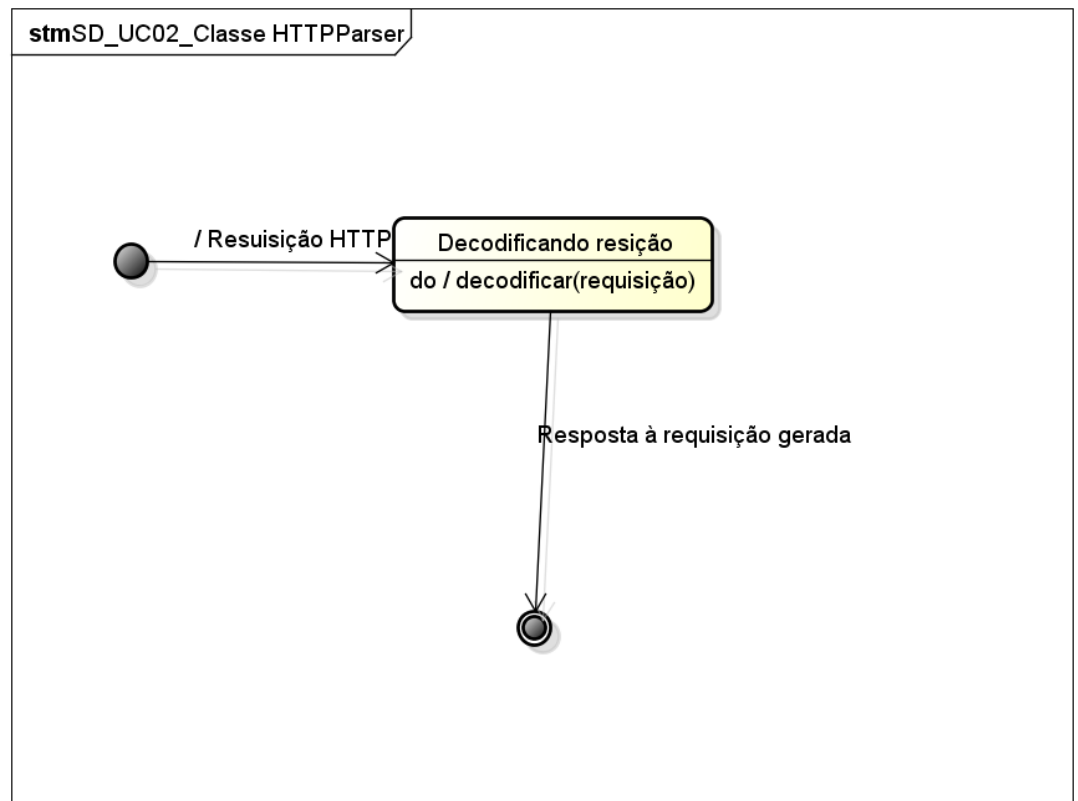 stmSD_UC02_Classe HTTPParser
/ Resuisição HTTP
Decodificando resição
do / decodificar(requisição)
Resposta à requisição gerada